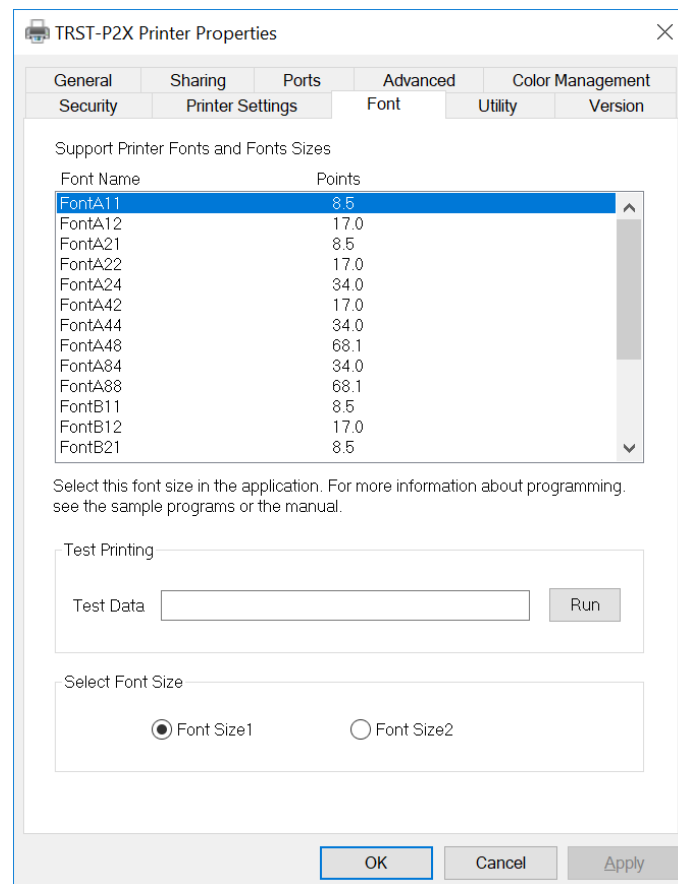 TRST-P2X Printer Properties
General Sharing Ports Advanced Color Management
Security Printer Settings Font Utility Version
Support Printer Fonts and Fonts Sizes
Font Name Points
FontA11 8.5
FontA12 17.0
FontA21 8.5
FontA22 17.0
FontA24 34.0
FontA42 17.0
FontA44 34.0
FontA48 68.1
FontA84 34.0
FontA88 68.1
FontB11 8.5
FontB12 17.0
FontB21 8.5
Select this font size in the application. For more information about programming.
see the sample programs or the manual.
Test Printing
Test Data Run
Select Font Size
Font Size1 Font Size2
OK Cancel Apply